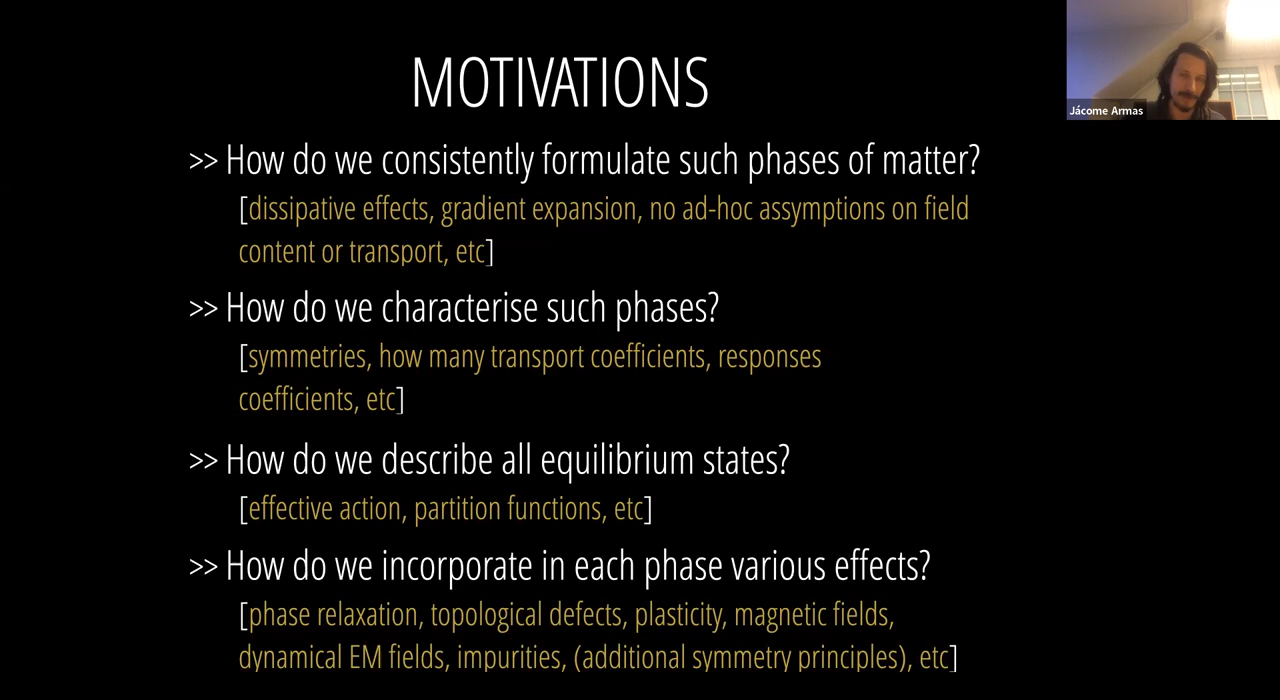 MOTIVATIONS
Jácome Armas
>> How do we consistently formulate such phases of matter?
[dissipative effects, gradient expansion, no ad-hoc assymptions on field
content or transport, etc]
>> How do we characterise such phases?
[symmetries, how many transport coefficients, responses
coefficients, etc]
>> How do we describe all equilibrium states?
[effective action, partition functions, etc]
>> How do we incorporate in each phase various effects?
[phase relaxation, topological defects, plasticity, magnetic fields,
dynamical EM fields, impurities, (additional symmetry principles), etc]